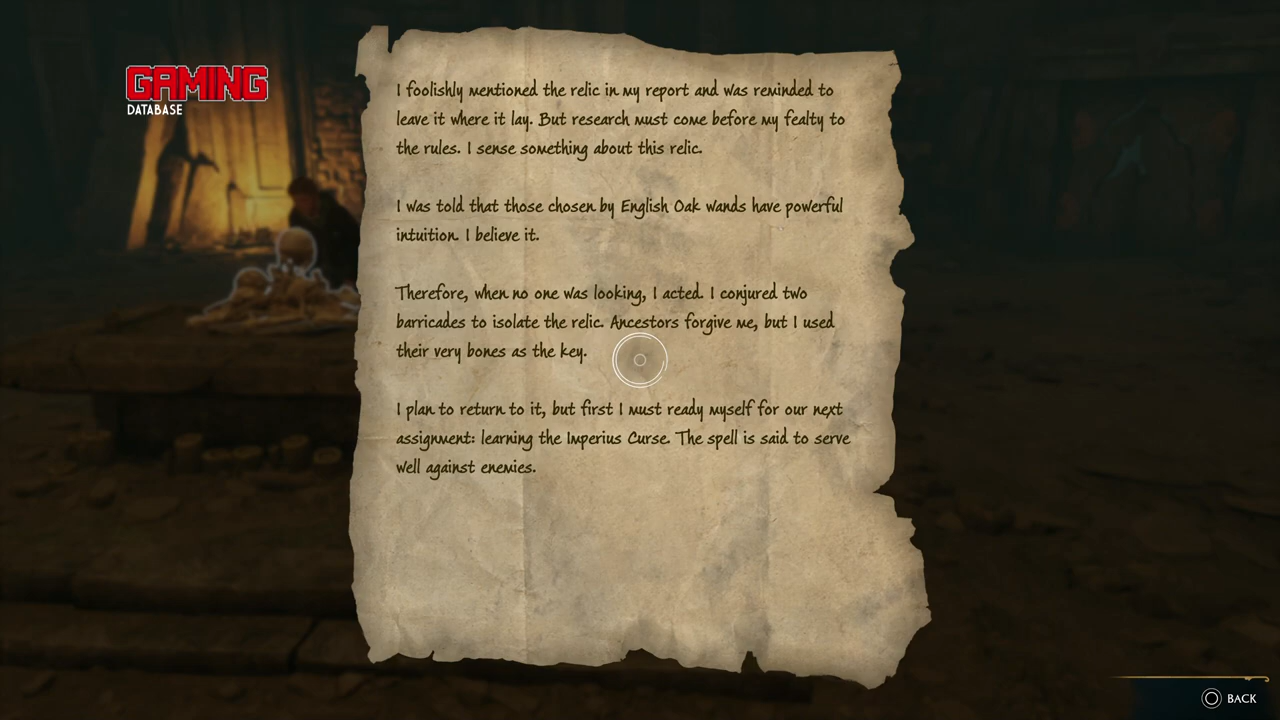 GAMING
DATABASE
I foolishly mentioned the relic in my report and was reminded to
leave it where it lay. But research must come before my fealty to
the rules. I sense something about this relic.
I was told that those chosen by English Oak wands have powerful
intuition. I believe it.
Therefore, when no one was looking, I acted. I conjured two
barricades to isolate the relic. Ancestors forgive me, but I used
their very bones as the key.
I plan to return to it, but first I must ready myself for our next
assignment: learning the Imperius Curse. The spell is said to serve
well against enemies.
BACK